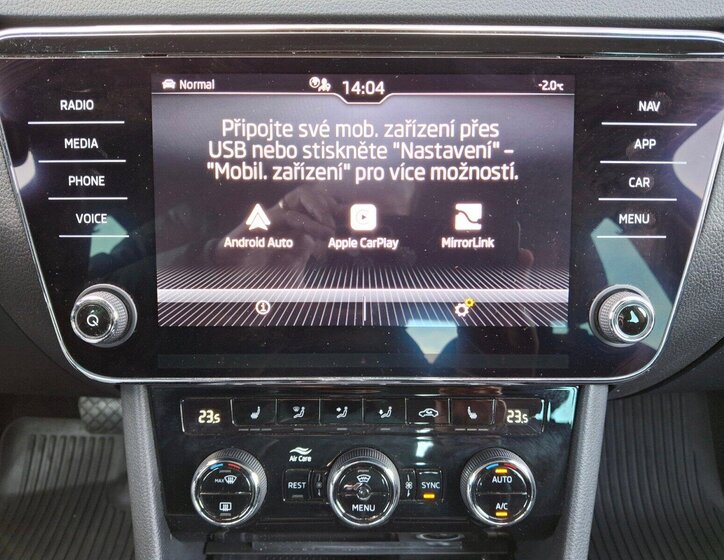 Normal
14:04
-2.0°C
RADIO
MEDIA
PHONE
VOICE
Připojte své mob. zařízení přes
USB nebo stiskněte "Nastavení" –
"Mobil. zařízení" pro více možností.
Android Auto
Apple CarPlay
MirrorLink
NAV
APP
CAR
MENU
23.5
23.5
Air Care
MAX
REST
MENU
SYNC
AUTO
A/C